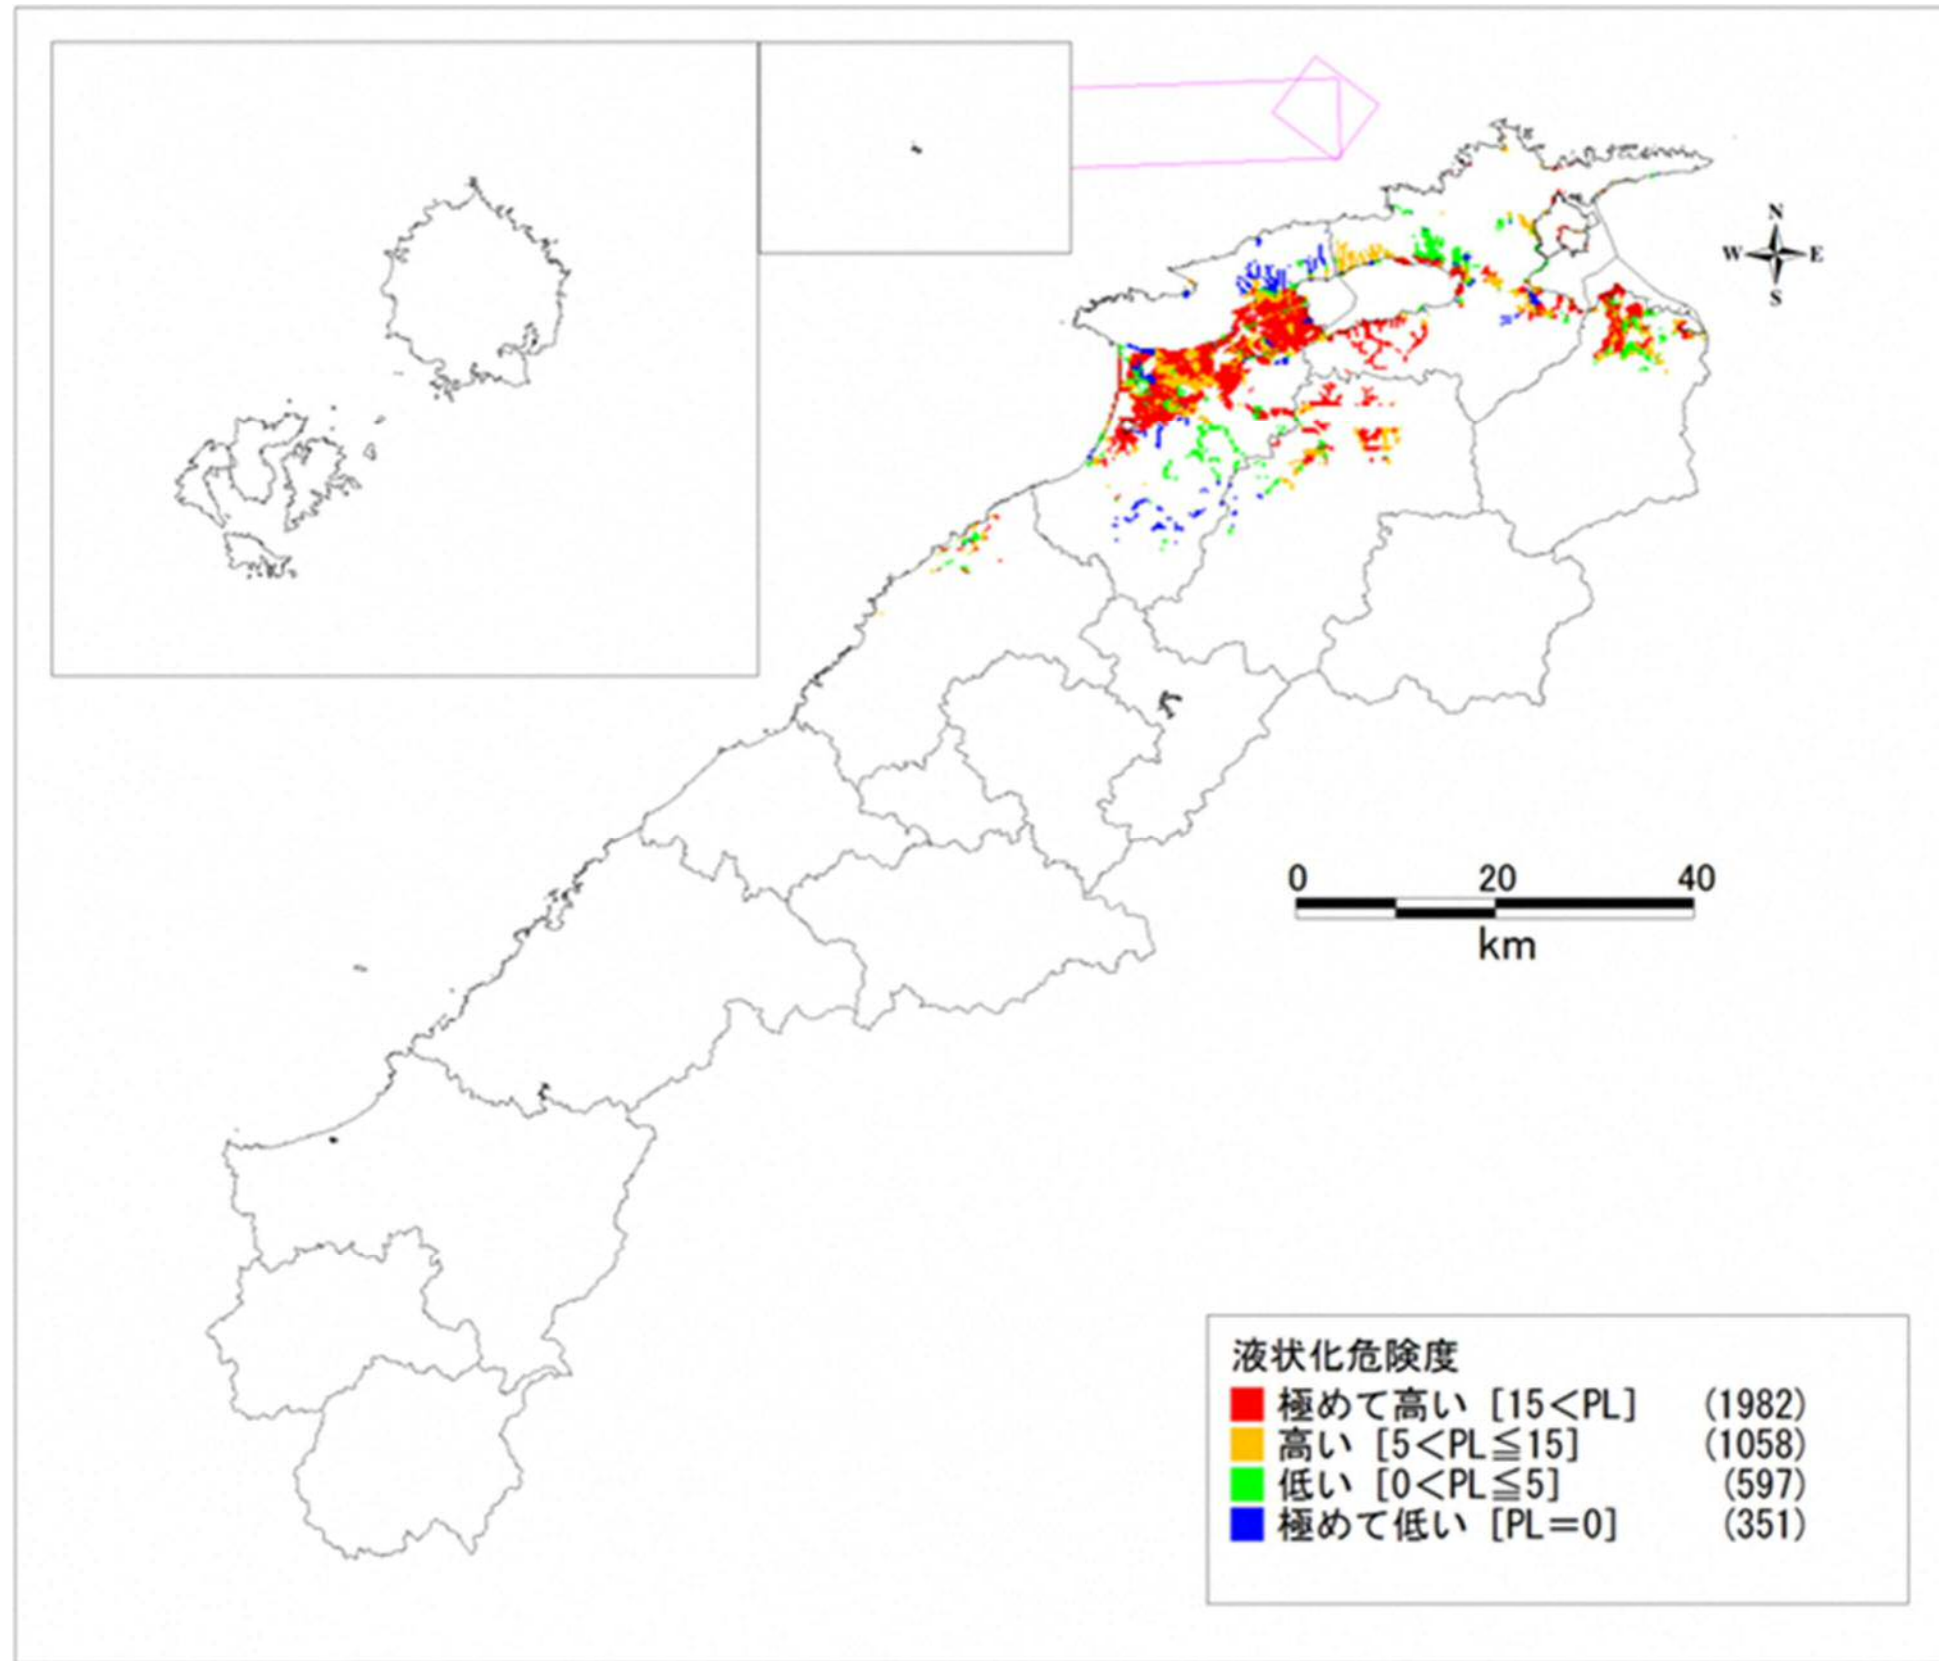 N
W E
S
0 20 40
km
液状化危険度
極めて高い [15<PL] (1982)
高い [5<PL≦15] (1058)
低い [0<PL≦5] (597)
極めて低い [PL=0] (351)